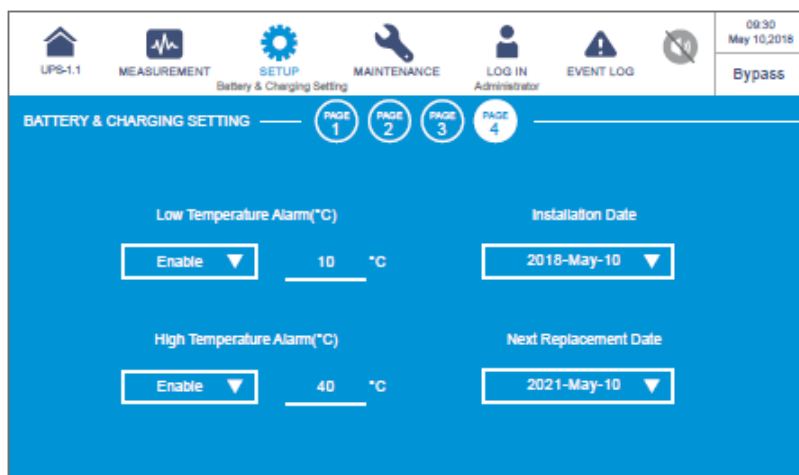 09:30
May 10,2018
UPS-1.1
MEASUREMENT
SETUP
MAINTENANCE
LOG IN
EVENT LOG
Bypass
Battery & Charging Setting
Administrator
BATTERY & CHARGING SETTING
PAGE
1
PAGE
2
PAGE
3
PAGE
4
Low Temperature Alarm(°C)
Installation Date
Enable
10
°C
2018-May-10
High Temperature Alarm(°C)
Next Replacement Date
Enable
40
°C
2021-May-10